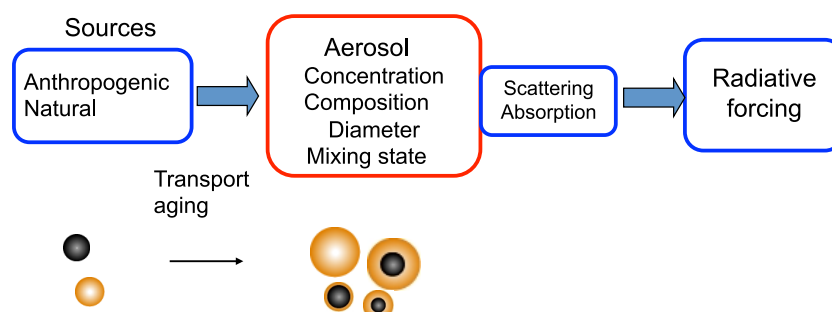 Sources
Anthropogenic
Natural
Aerosol
Concentration
Composition
Diameter
Mixing state
Scattering
Absorption
Radiative
forcing
Transport
aging